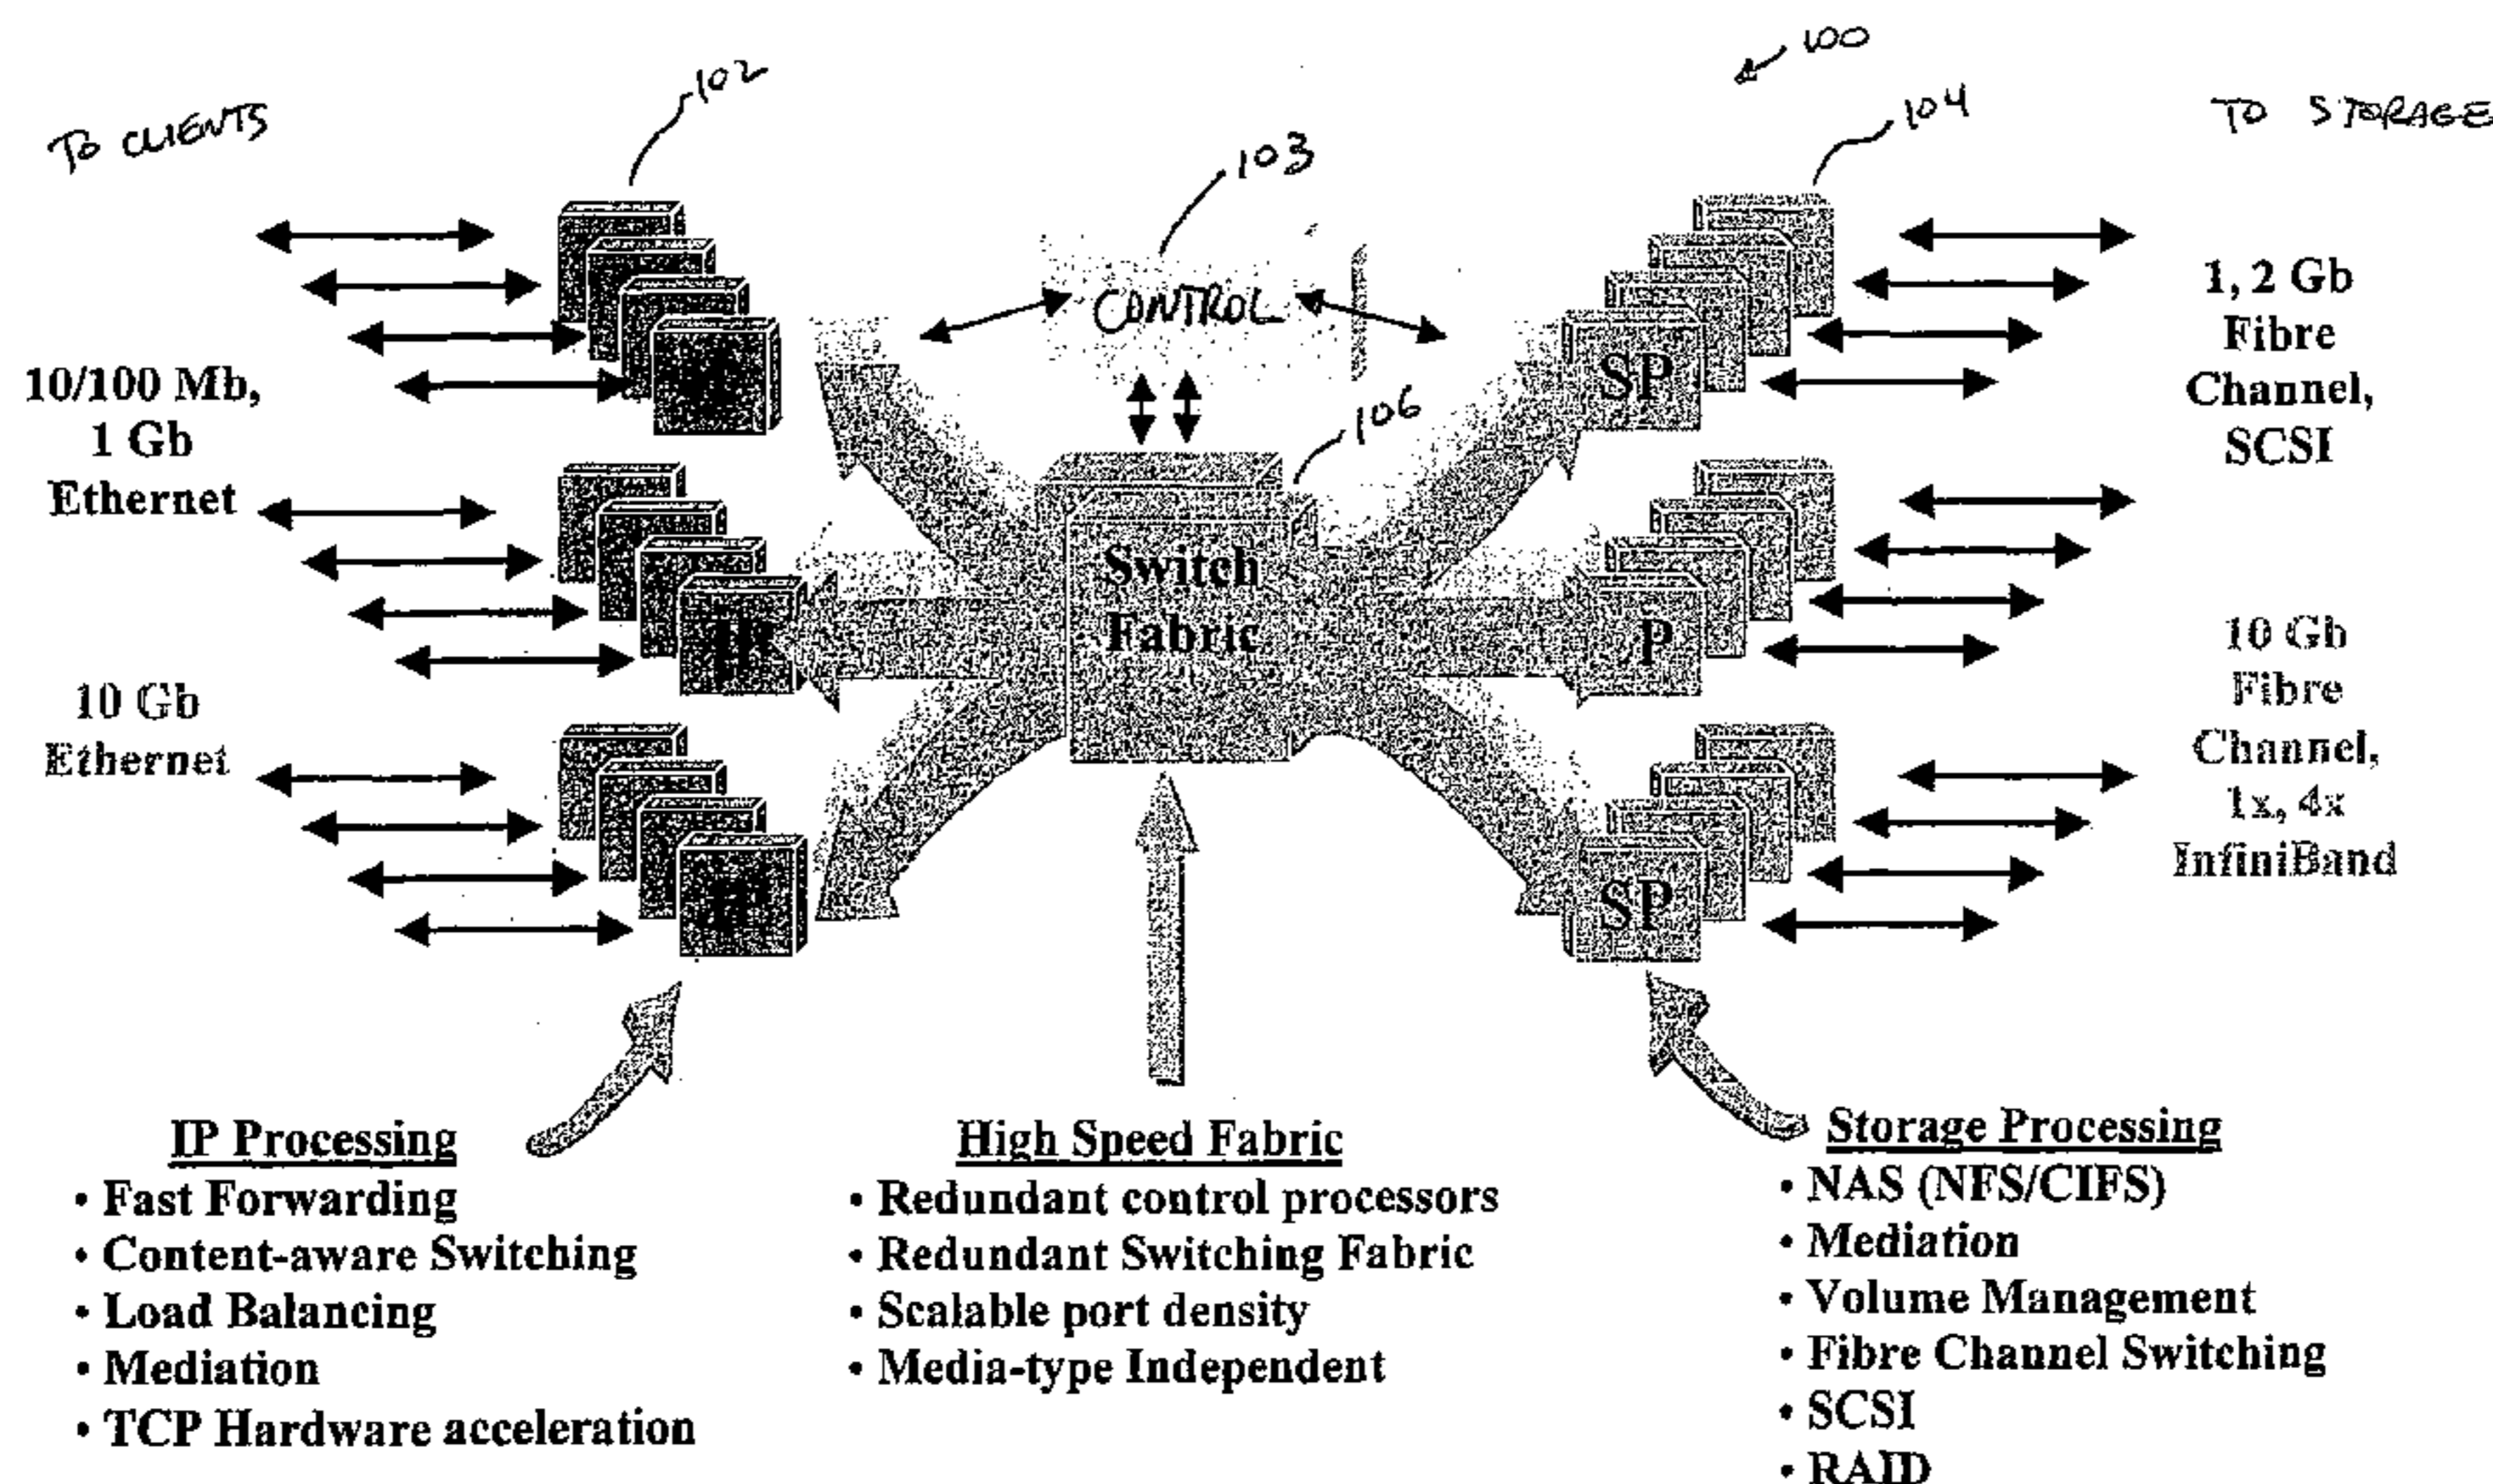 100
102
104
TO CLIENTS
TO STORAGE
103
CONTROL
106
10/100 Mb,
1 Gb
Ethernet
10 Gb
Ethernet
Switch
Fabric
SP
P
SP
1, 2 Gb
Fibre
Channel,
SCSI
10 Gb
Fibre
Channel,
1x, 4x
InfiniBand
IP Processing
• Fast Forwarding
• Content-aware Switching
• Load Balancing
• Mediation
• TCP Hardware acceleration
High Speed Fabric
• Redundant control processors
• Redundant Switching Fabric
• Scalable port density
• Media-type Independent
Storage Processing
• NAS (NFS/CIFS)
• Mediation
• Volume Management
• Fibre Channel Switching
• SCSI
• RAID